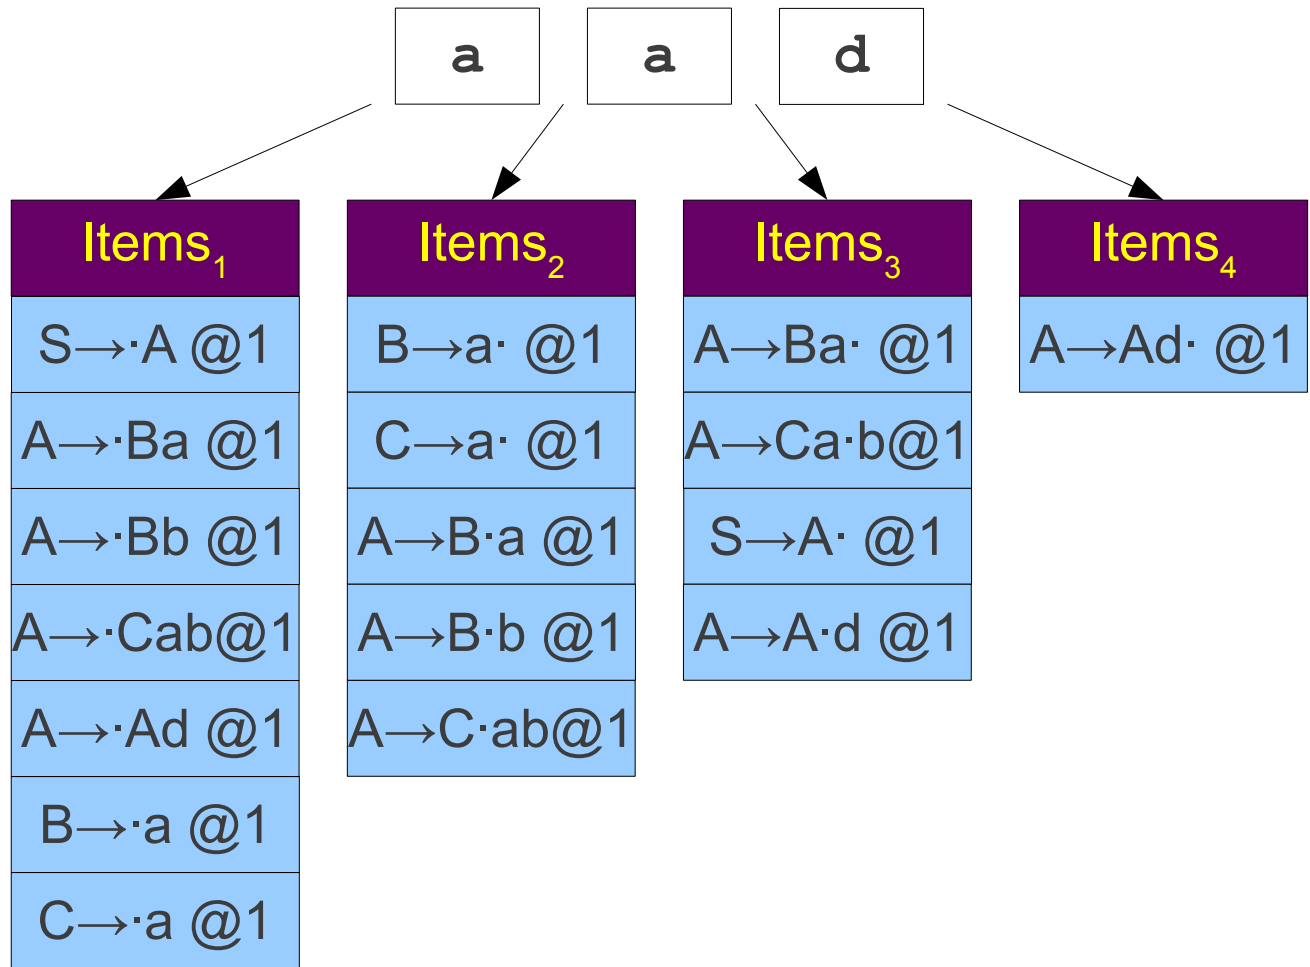 a a d
Items₁
S→·A @1
A→·Ba @1
A→·Bb @1
A→·Cab@1
A→·Ad @1
B→·a @1
C→·a @1
Items₂
B→a· @1
C→a· @1
A→B·a @1
A→B·b @1
A→C·ab@1
Items₃
A→Ba· @1
A→Ca·b@1
S→A· @1
A→A·d @1
Items₄
A→Ad· @1